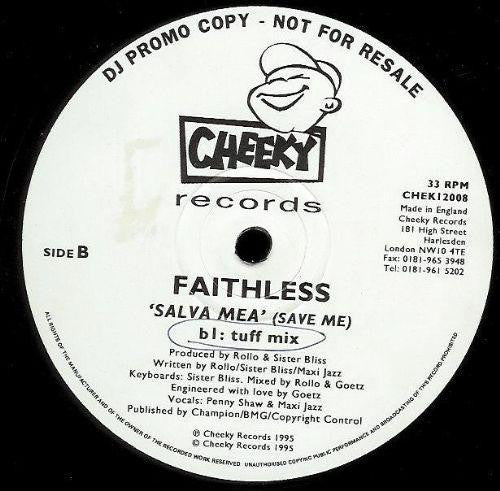 DJ PROMO COPY - NOT FOR RESALE
CHEEKY
records
33 RPM
CHEK12008
Made in England
Cheeky Records
181 High Street
Harlesden
London NW10 4TE
Fax: 0181-965 3948
Tel: 0181-961 5202
SIDE B
FAITHLESS
'SALVA MEA' (SAVE ME)
b1: tuff mix
Produced by Rollo & Sister Bliss
Written by Rollo/Sister Bliss/Maxi Jazz
Keyboards: Sister Bliss. Mixed by Rollo & Goetz
Engineered with love by Goetz
Vocals: Penny Shaw & Maxi Jazz
Published by Champion/BMG/Copyright Control
℗ Cheeky Records 1995
© Cheeky Records 1995
ALL RIGHTS OF THE MANUFACTURER AND OF THE OWNER OF THE RECORDED WORK RESERVED UNAUTHORISED COPYING PUBLIC PERFORMANCE AND BROADCASTING OF THIS RECORD PROHIBITED